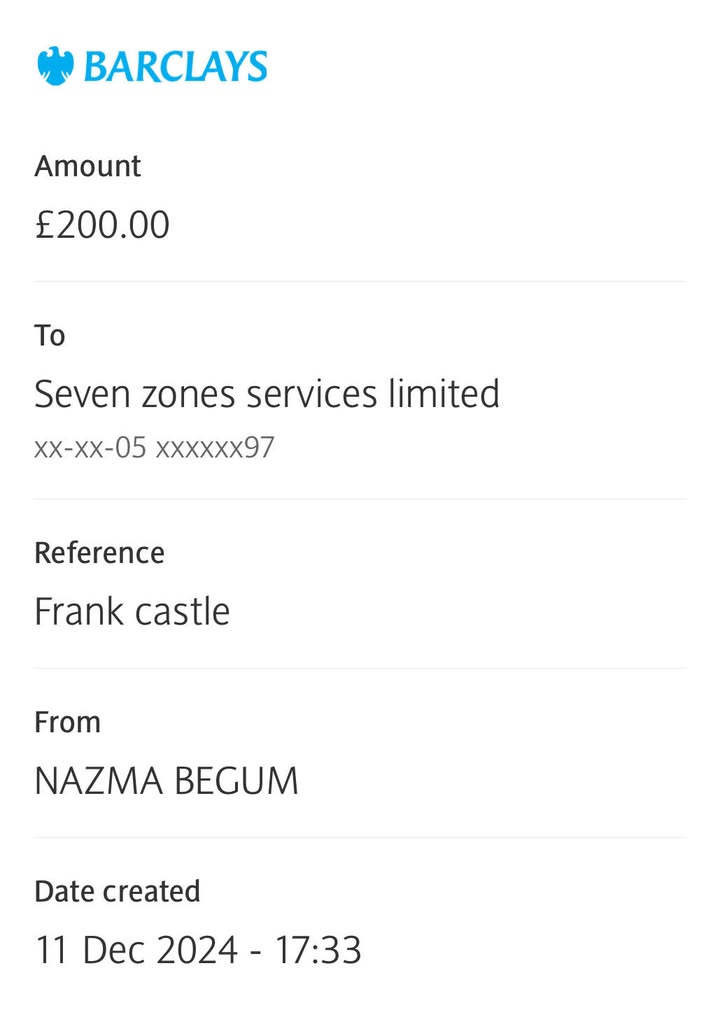 BARCLAYS
Amount
£200.00
To
Seven zones services limited
xx-xx-05 xxxxxx97
Reference
Frank castle
From
NAZMA BEGUM
Date created
11 Dec 2024 - 17:33